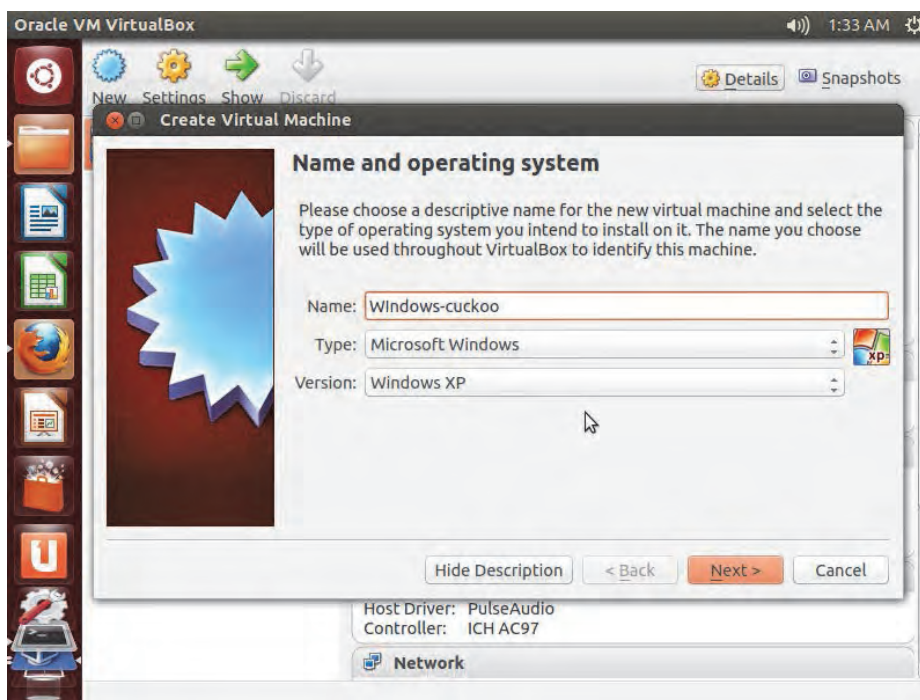 Oracle VM VirtualBox
1:33 AM
New Settings Show Discard
Details Snapshots
Create Virtual Machine
Name and operating system
Please choose a descriptive name for the new virtual machine and select the
type of operating system you intend to install on it. The name you choose
will be used throughout VirtualBox to identify this machine.
Name: WIndows-cuckoo
Type: Microsoft Windows
xp
Version: Windows XP
Hide Description < Back Next > Cancel
Host Driver: PulseAudio
Controller: ICH AC97
Network